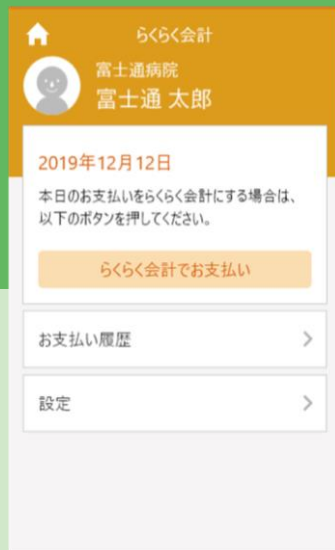 らくらく会計
富士通病院
富士通 太郎
2019年12月12日
本日のお支払いをらくらく会計にする場合は、
以下のボタンを押してください。
らくらく会計でお支払い
お支払い履歴
設定